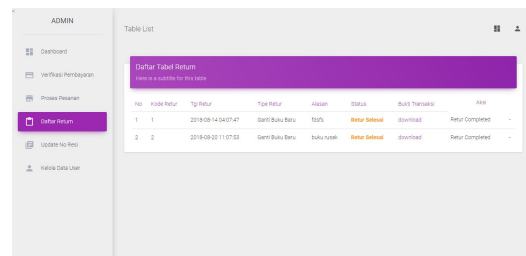 ADMIN
Table List
Dashboard
Verifikasi Pembayaran
Proses Pesanan
Daftar Return
Update No Resi
Kelola Data User
Daftar Tabel Return
Here is a subtitle for this table
No Kode Retur Tgl Retur Tipe Retur Alasan Status Bukti Transaksi Aksi
1 1 2018-08-14 04:07:47 Ganti Buku Baru Retur Selesai download Retur Completed -
2 2 2018-08-20 11:07:53 Ganti Buku Baru buku rusak Retur Selesai download Retur Completed -